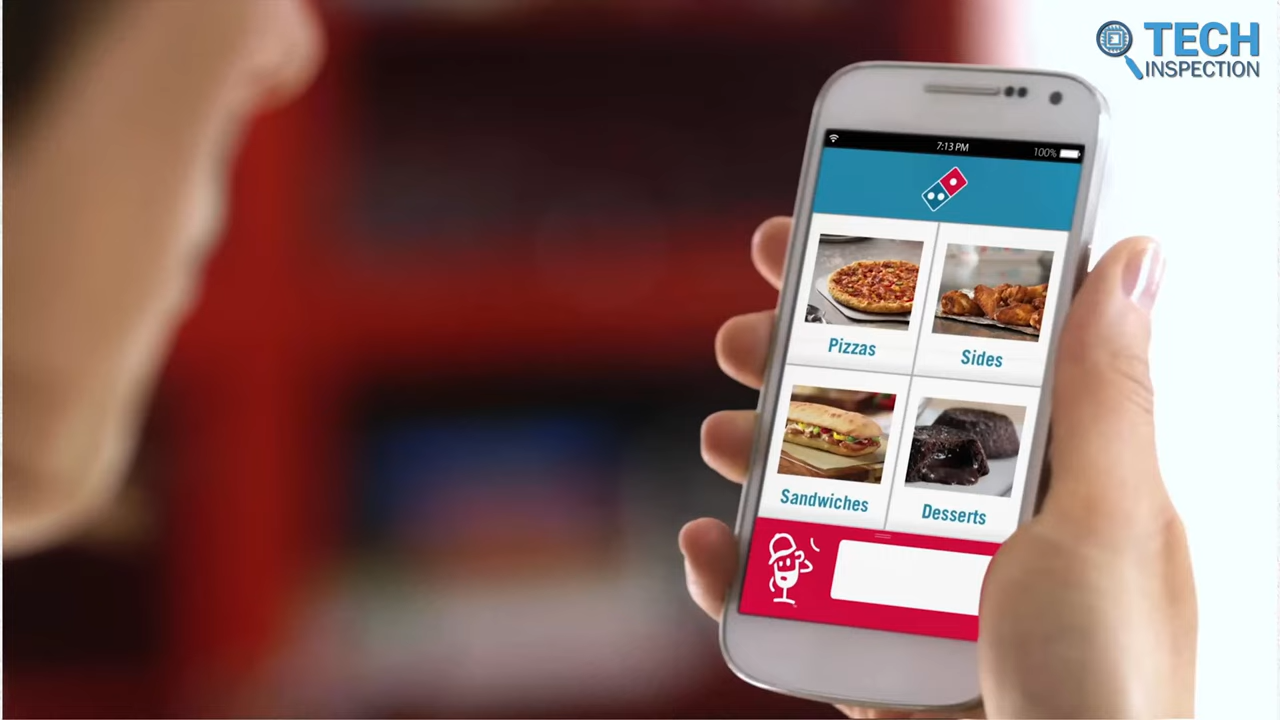 TECH
INSPECTION
7:13 PM
100%
Pizzas
Sides
Sandwiches
Desserts